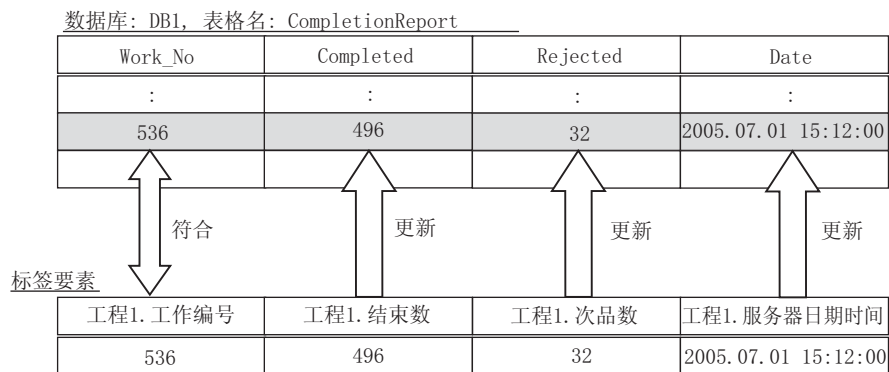 数据库: DB1, 表格名: CompletionReport
Work_No Completed Rejected Date
: : : :
536 496 32 2005.07.01 15:12:00
符合 更新 更新 更新
标签要素
工程1.工作编号 工程1.结束数 工程1.次品数 工程1.服务器日期时间
536 496 32 2005.07.01 15:12:00